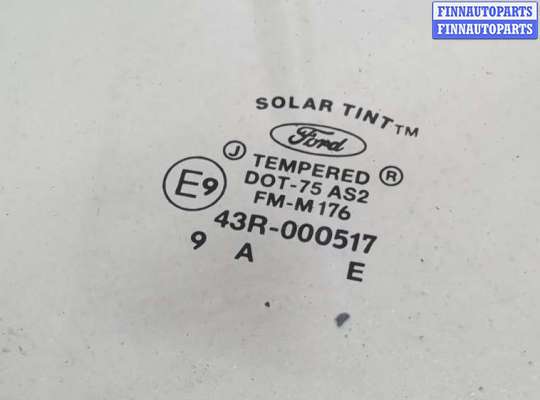 FINNAUTOPARTS
FINNAUTOPARTS
SOLAR TINT™
Ford
J TEMPERED ®
DOT-75 AS2
FM-M176
E9
43R-000517
9 A E